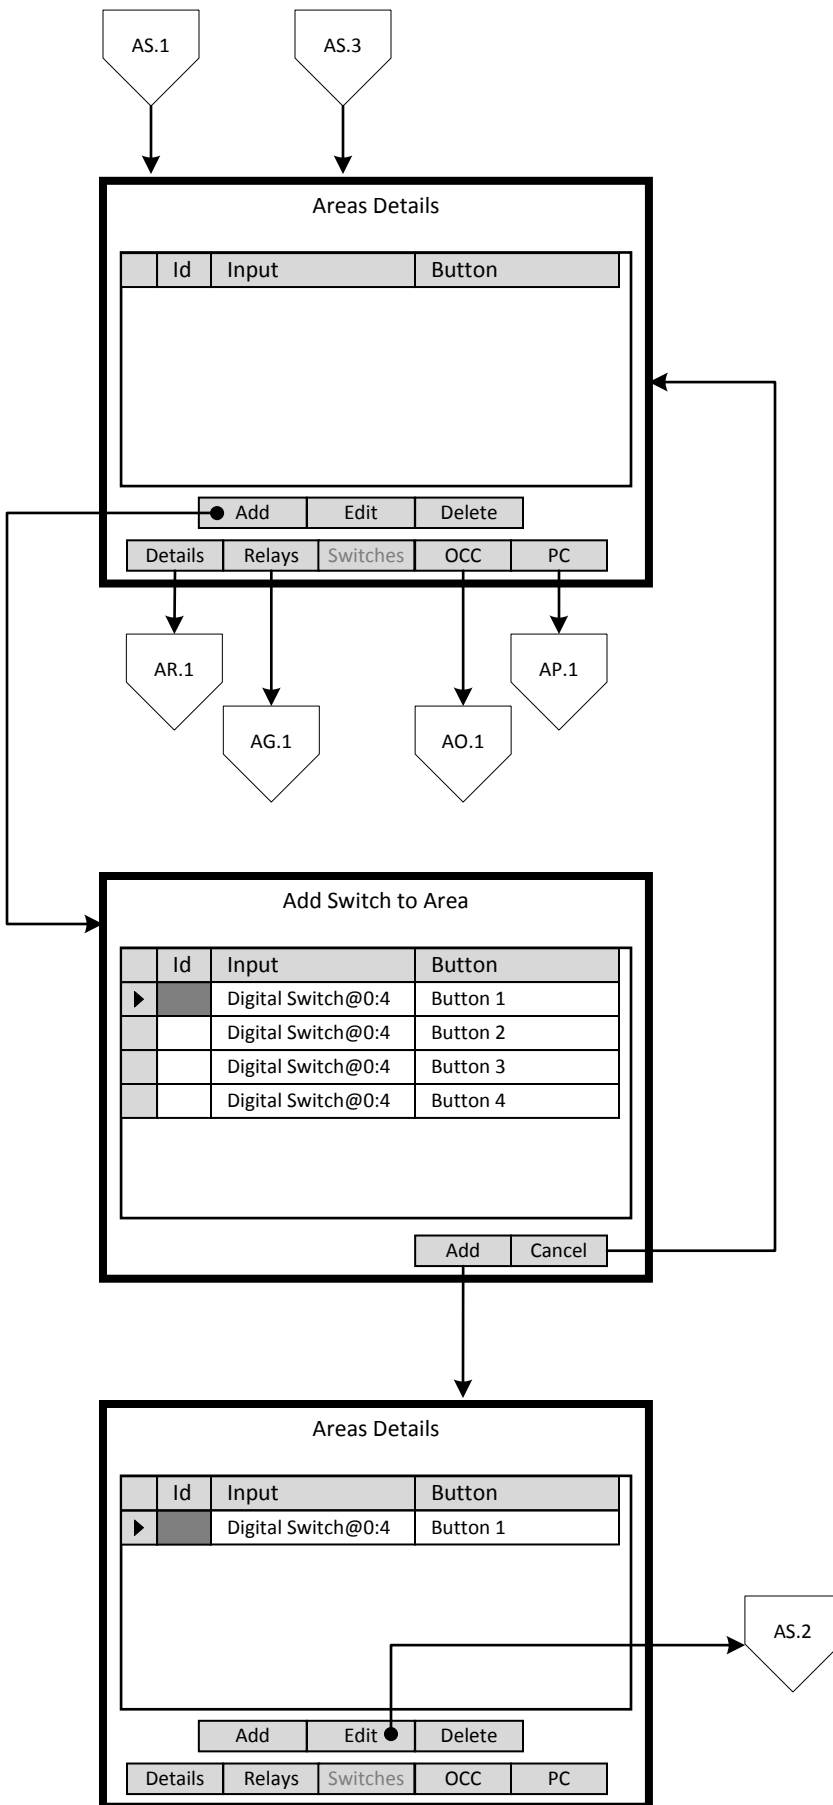 AS.1 AS.3
Areas Details
Id Input Button
Add Edit Delete
Details Relays Switches OCC PC
AR.1 AP.1
AG.1 AO.1
Add Switch to Area
Id Input Button
Digital Switch@0:4 Button 1
Digital Switch@0:4 Button 2
Digital Switch@0:4 Button 3
Digital Switch@0:4 Button 4
Add Cancel
Areas Details
Id Input Button
Digital Switch@0:4 Button 1
AS.2
Add Edit Delete
Details Relays Switches OCC PC